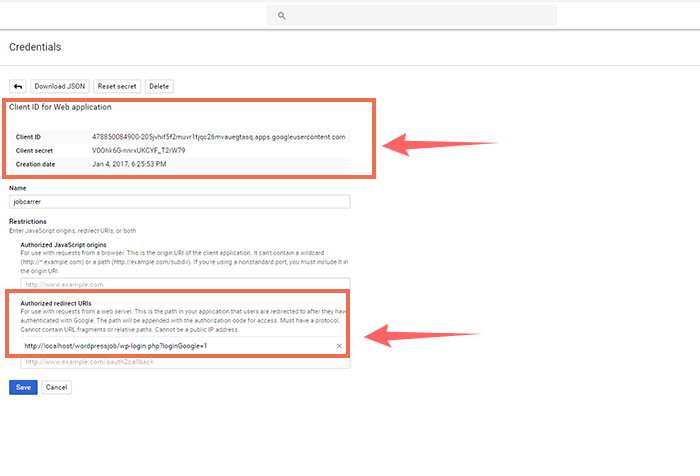 Credentials
Download JSON Reset secret Delete
Client ID for Web application
Client ID 478850084900-205jvhif5f2muvr1tjqc26mvauegtasq.apps.googleusercontent.com
Client secret V0Ohk6G-nnrxUKCYF_T2rW79
Creation date Jan 4, 2017, 6:25:53 PM
Name
jobcarrer
Restrictions
Enter JavaScript origins, redirect URIs, or both
Authorized JavaScript origins
For use with requests from a browser. This is the origin URI of the client application. It can't contain a wildcard
(http://*.example.com) or a path (http://example.com/subdir). If you're using a nonstandard port, you must include it in
the origin URI.
http://www.example.com
Authorized redirect URIs
For use with requests from a web server. This is the path in your application that users are redirected to after they have
authenticated with Google. The path will be appended with the authorization code for access. Must have a protocol.
Cannot contain URL fragments or relative paths. Cannot be a public IP address.
http://localhost/wordpressjob/wp-login.php?loginGoogle=1
http://www.example.com/oauth2callback
Save Cancel